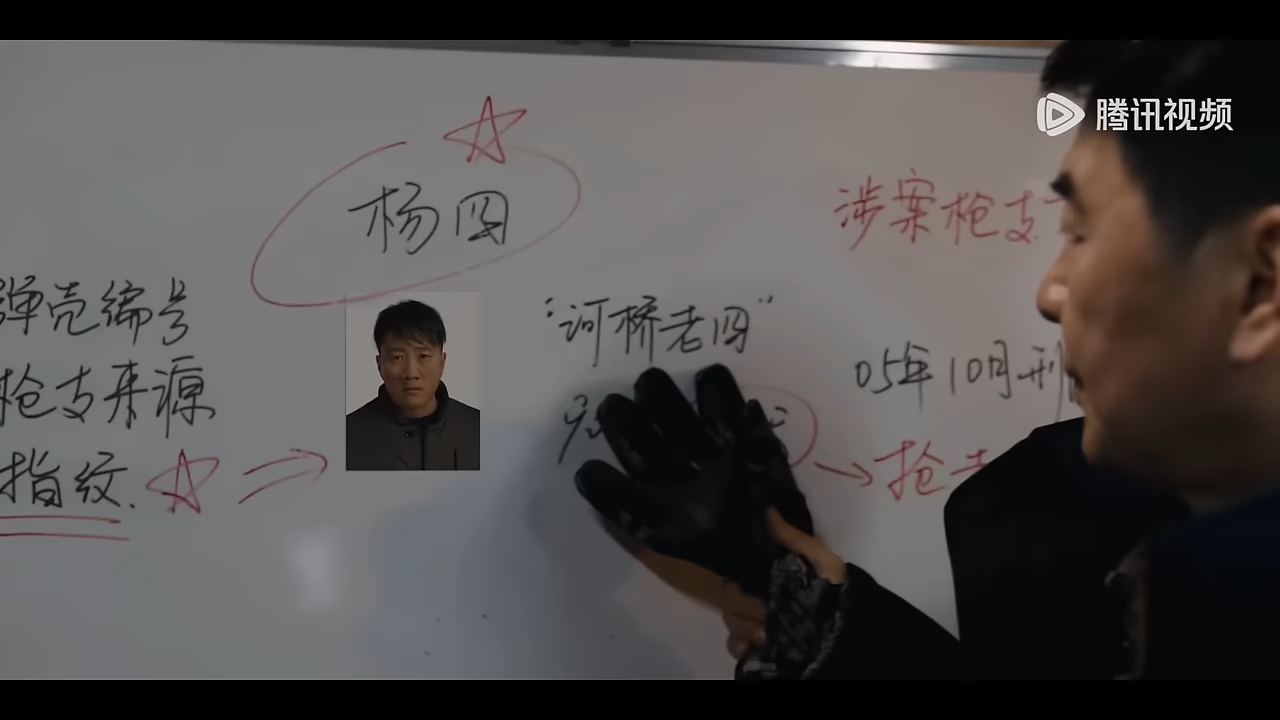 腾讯视频
杨四
涉案枪支
弹壳编号
"河桥老四"
枪支来源
05年10月刑
指纹.
抢